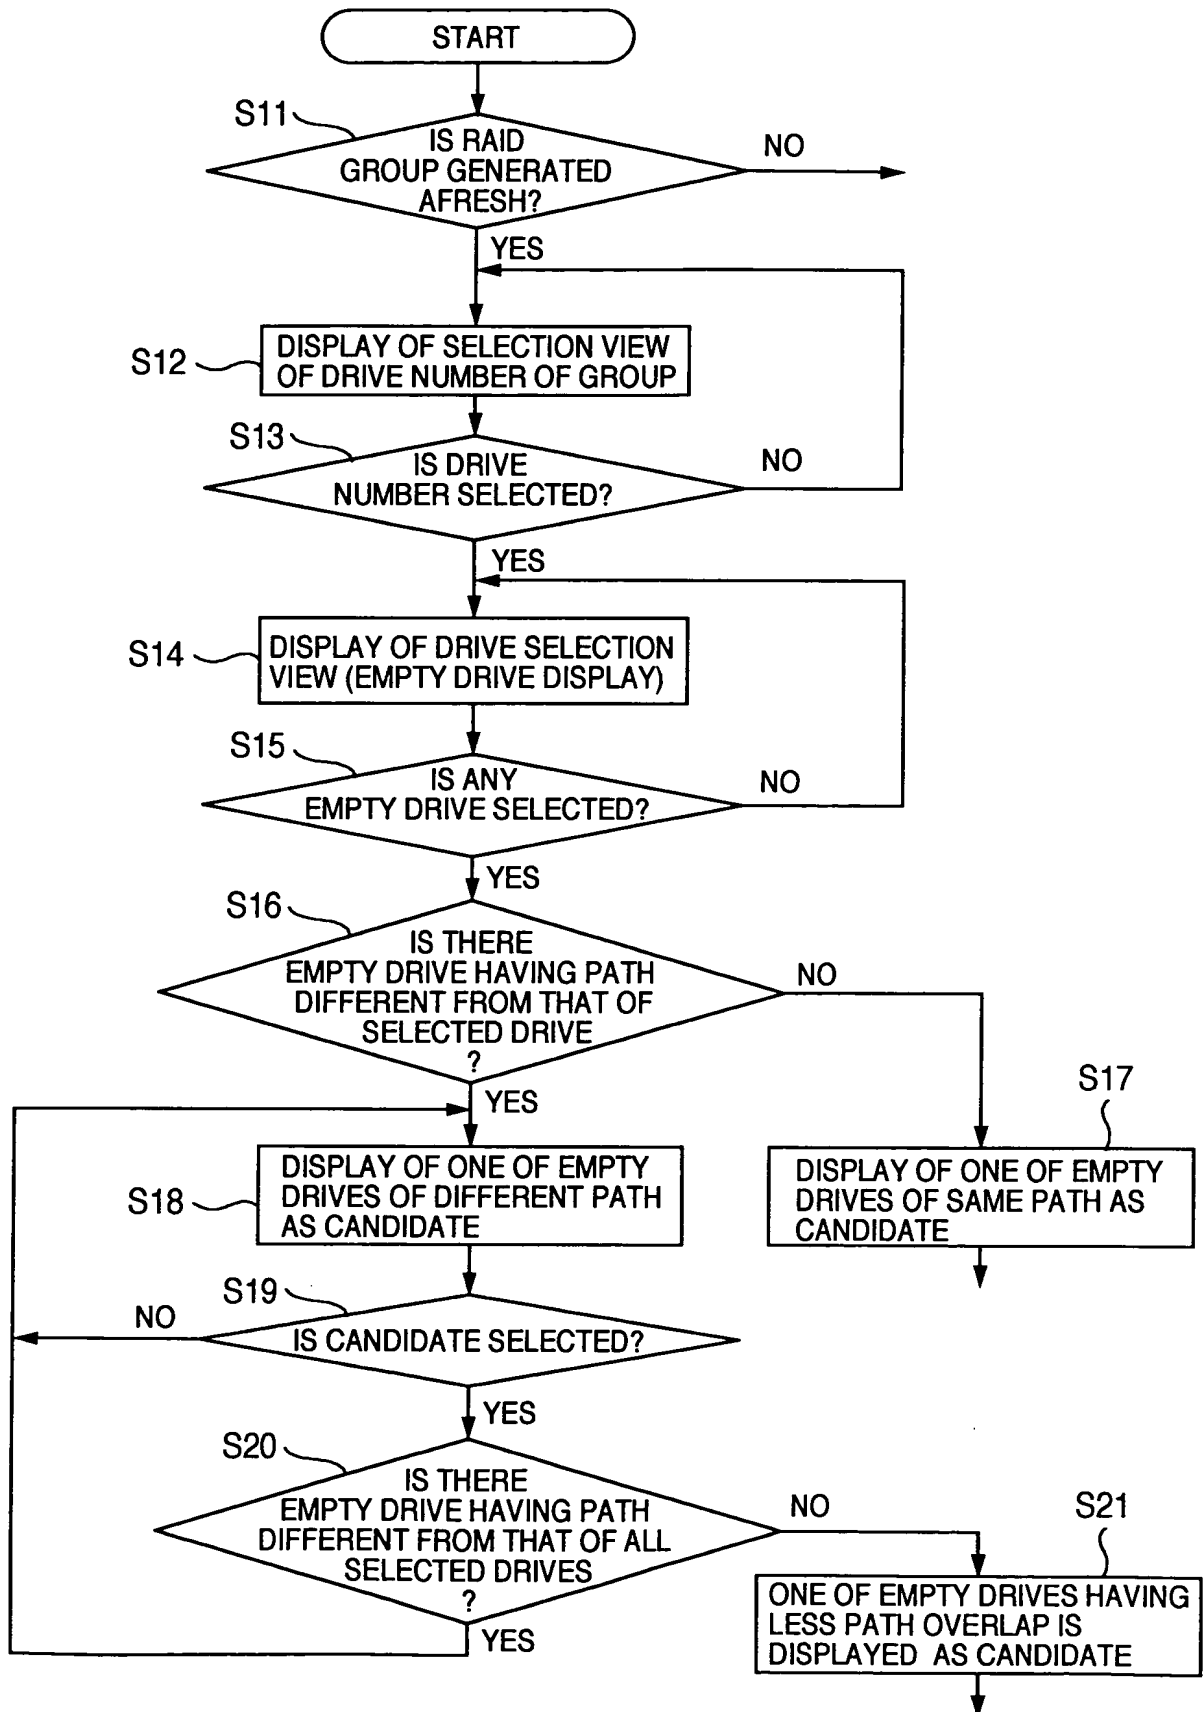 START
S11
IS RAID
GROUP GENERATED
AFRESH?
NO
YES
S12
DISPLAY OF SELECTION VIEW
OF DRIVE NUMBER OF GROUP
S13
IS DRIVE
NUMBER SELECTED?
NO
YES
S14
DISPLAY OF DRIVE SELECTION
VIEW (EMPTY DRIVE DISPLAY)
S15
IS ANY
EMPTY DRIVE SELECTED?
NO
YES
S16
IS THERE
EMPTY DRIVE HAVING PATH
DIFFERENT FROM THAT OF
SELECTED DRIVE
?
NO
YES
S17
DISPLAY OF ONE OF EMPTY
DRIVES OF SAME PATH AS
CANDIDATE
S18
DISPLAY OF ONE OF EMPTY
DRIVES OF DIFFERENT PATH
AS CANDIDATE
S19
NO
IS CANDIDATE SELECTED?
YES
S20
IS THERE
EMPTY DRIVE HAVING PATH
DIFFERENT FROM THAT OF ALL
SELECTED DRIVES
?
NO
YES
S21
ONE OF EMPTY DRIVES HAVING
LESS PATH OVERLAP IS
DISPLAYED AS CANDIDATE